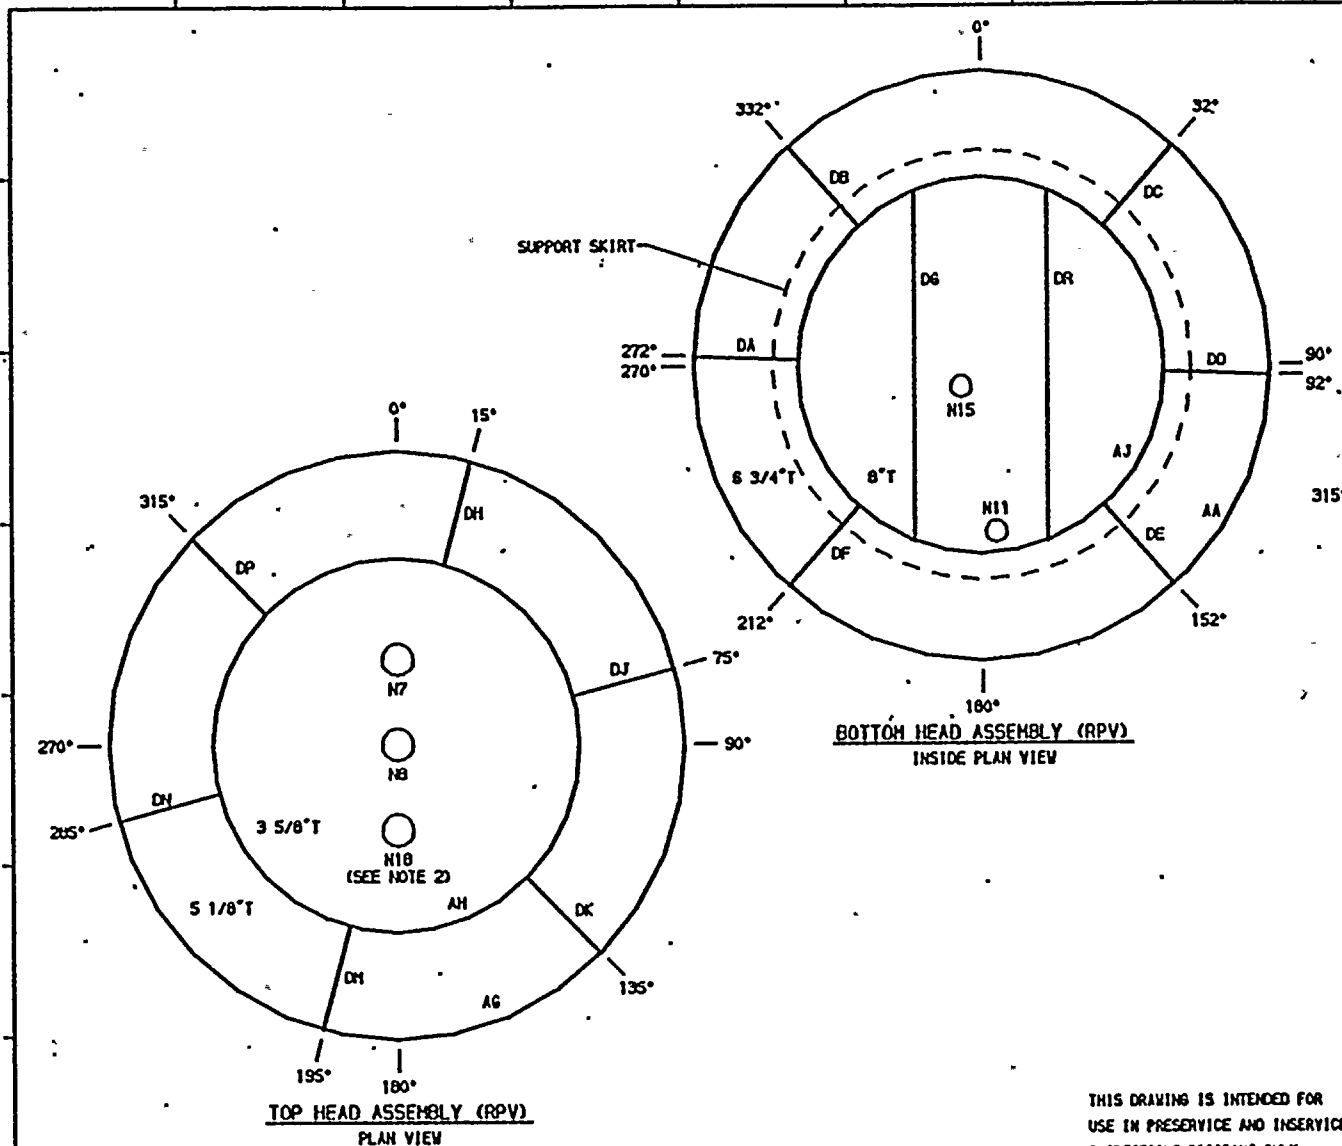 0°
332°
32°
DB
DC
SUPPORT SKIRT
DG
DR
272°
270°
DA
DD
90°
92°
N15
AJ
6 3/4"T
8"T
315°
N11
AA
DF
DE
212°
152°
180°
BOTTOM HEAD ASSEMBLY (RPV)
INSIDE PLAN VIEW
0°
15°
315°
DH
DP
DJ
75°
N7
270°
90°
N8
DN
285°
3 5/8"T
N18
(SEE NOTE 2)
5 1/8"T
AH
DK
DM
AG
135°
195°
180°
TOP HEAD ASSEMBLY (RPV)
PLAN VIEW
THIS DRAWING IS INTENDED FOR
USE IN PRESERVICE AND INSERVICE